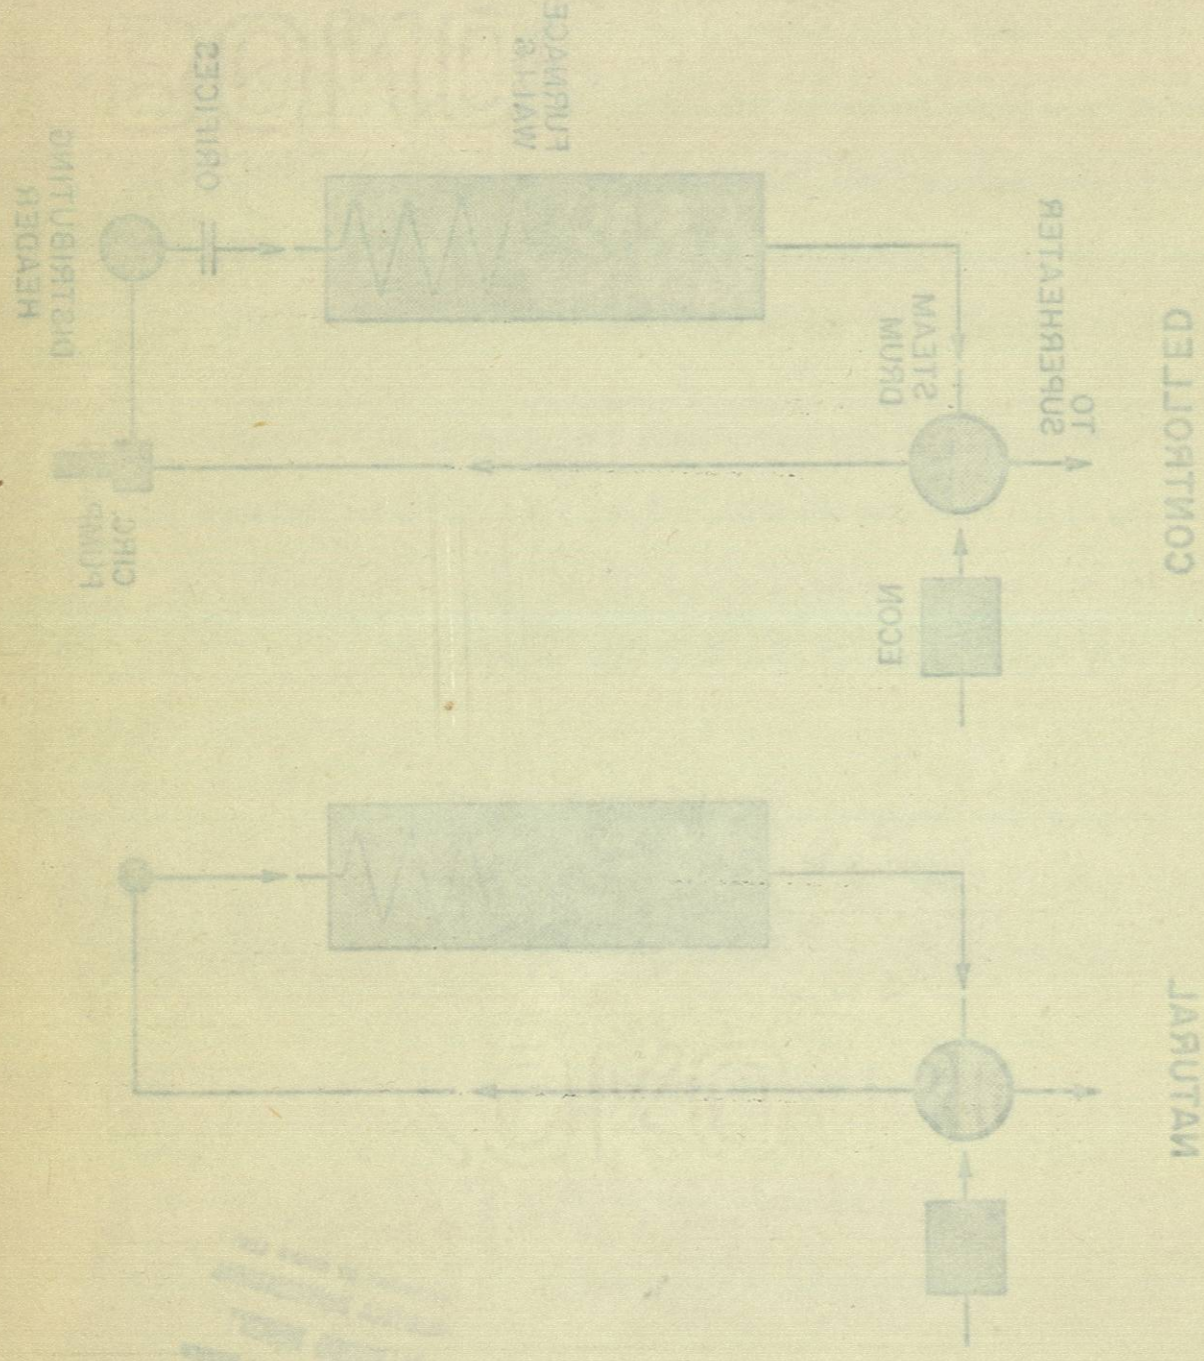 NATURAL
CONTROLLED
TO
SUPERHEATER
STEAM
DRUM
ECON
FURNACE
WALLS
ORIFICES
CIRC.
PUMP
DISTRIBUTING
HEADER